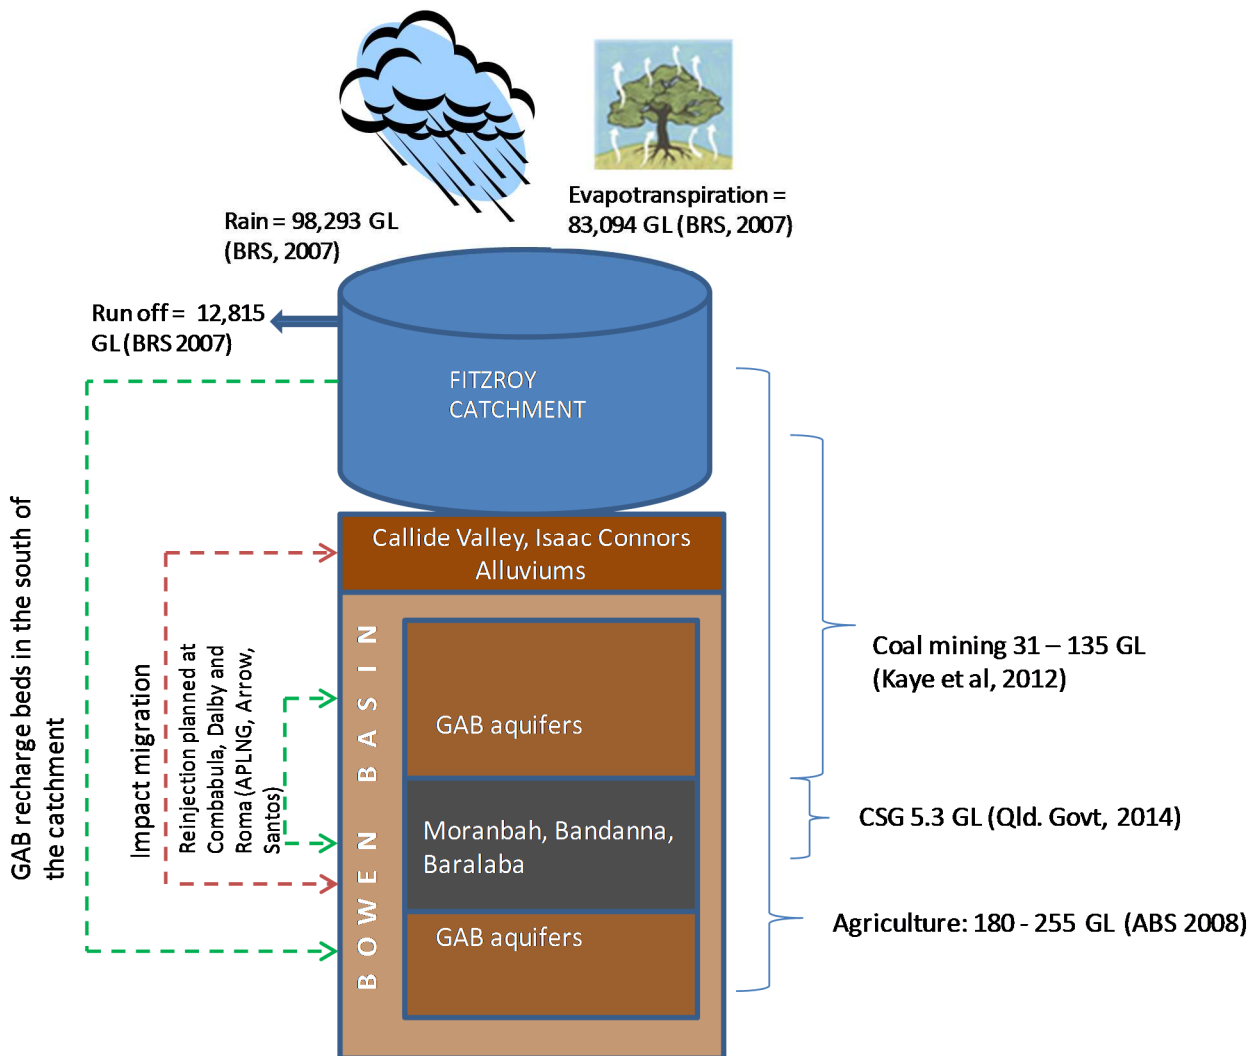 Evapotranspiration =
83,094 GL (BRS, 2007)
Rain = 98,293 GL
(BRS, 2007)
Run off = 12,815
GL (BRS 2007)
FITZROY
CATCHMENT
Callide Valley, Isaac Connors
Alluviums
GAB recharge beds in the south of
the catchment
Impact migration
Reinjection planned at
Combabula, Dalby and
Roma (APLNG, Arrow,
Santos)
BOWEN BASIN
GAB aquifers
Moranbah, Bandanna,
Baralaba
GAB aquifers
Coal mining 31 – 135 GL
(Kaye et al, 2012)
CSG 5.3 GL (Qld. Govt, 2014)
Agriculture: 180 - 255 GL (ABS 2008)